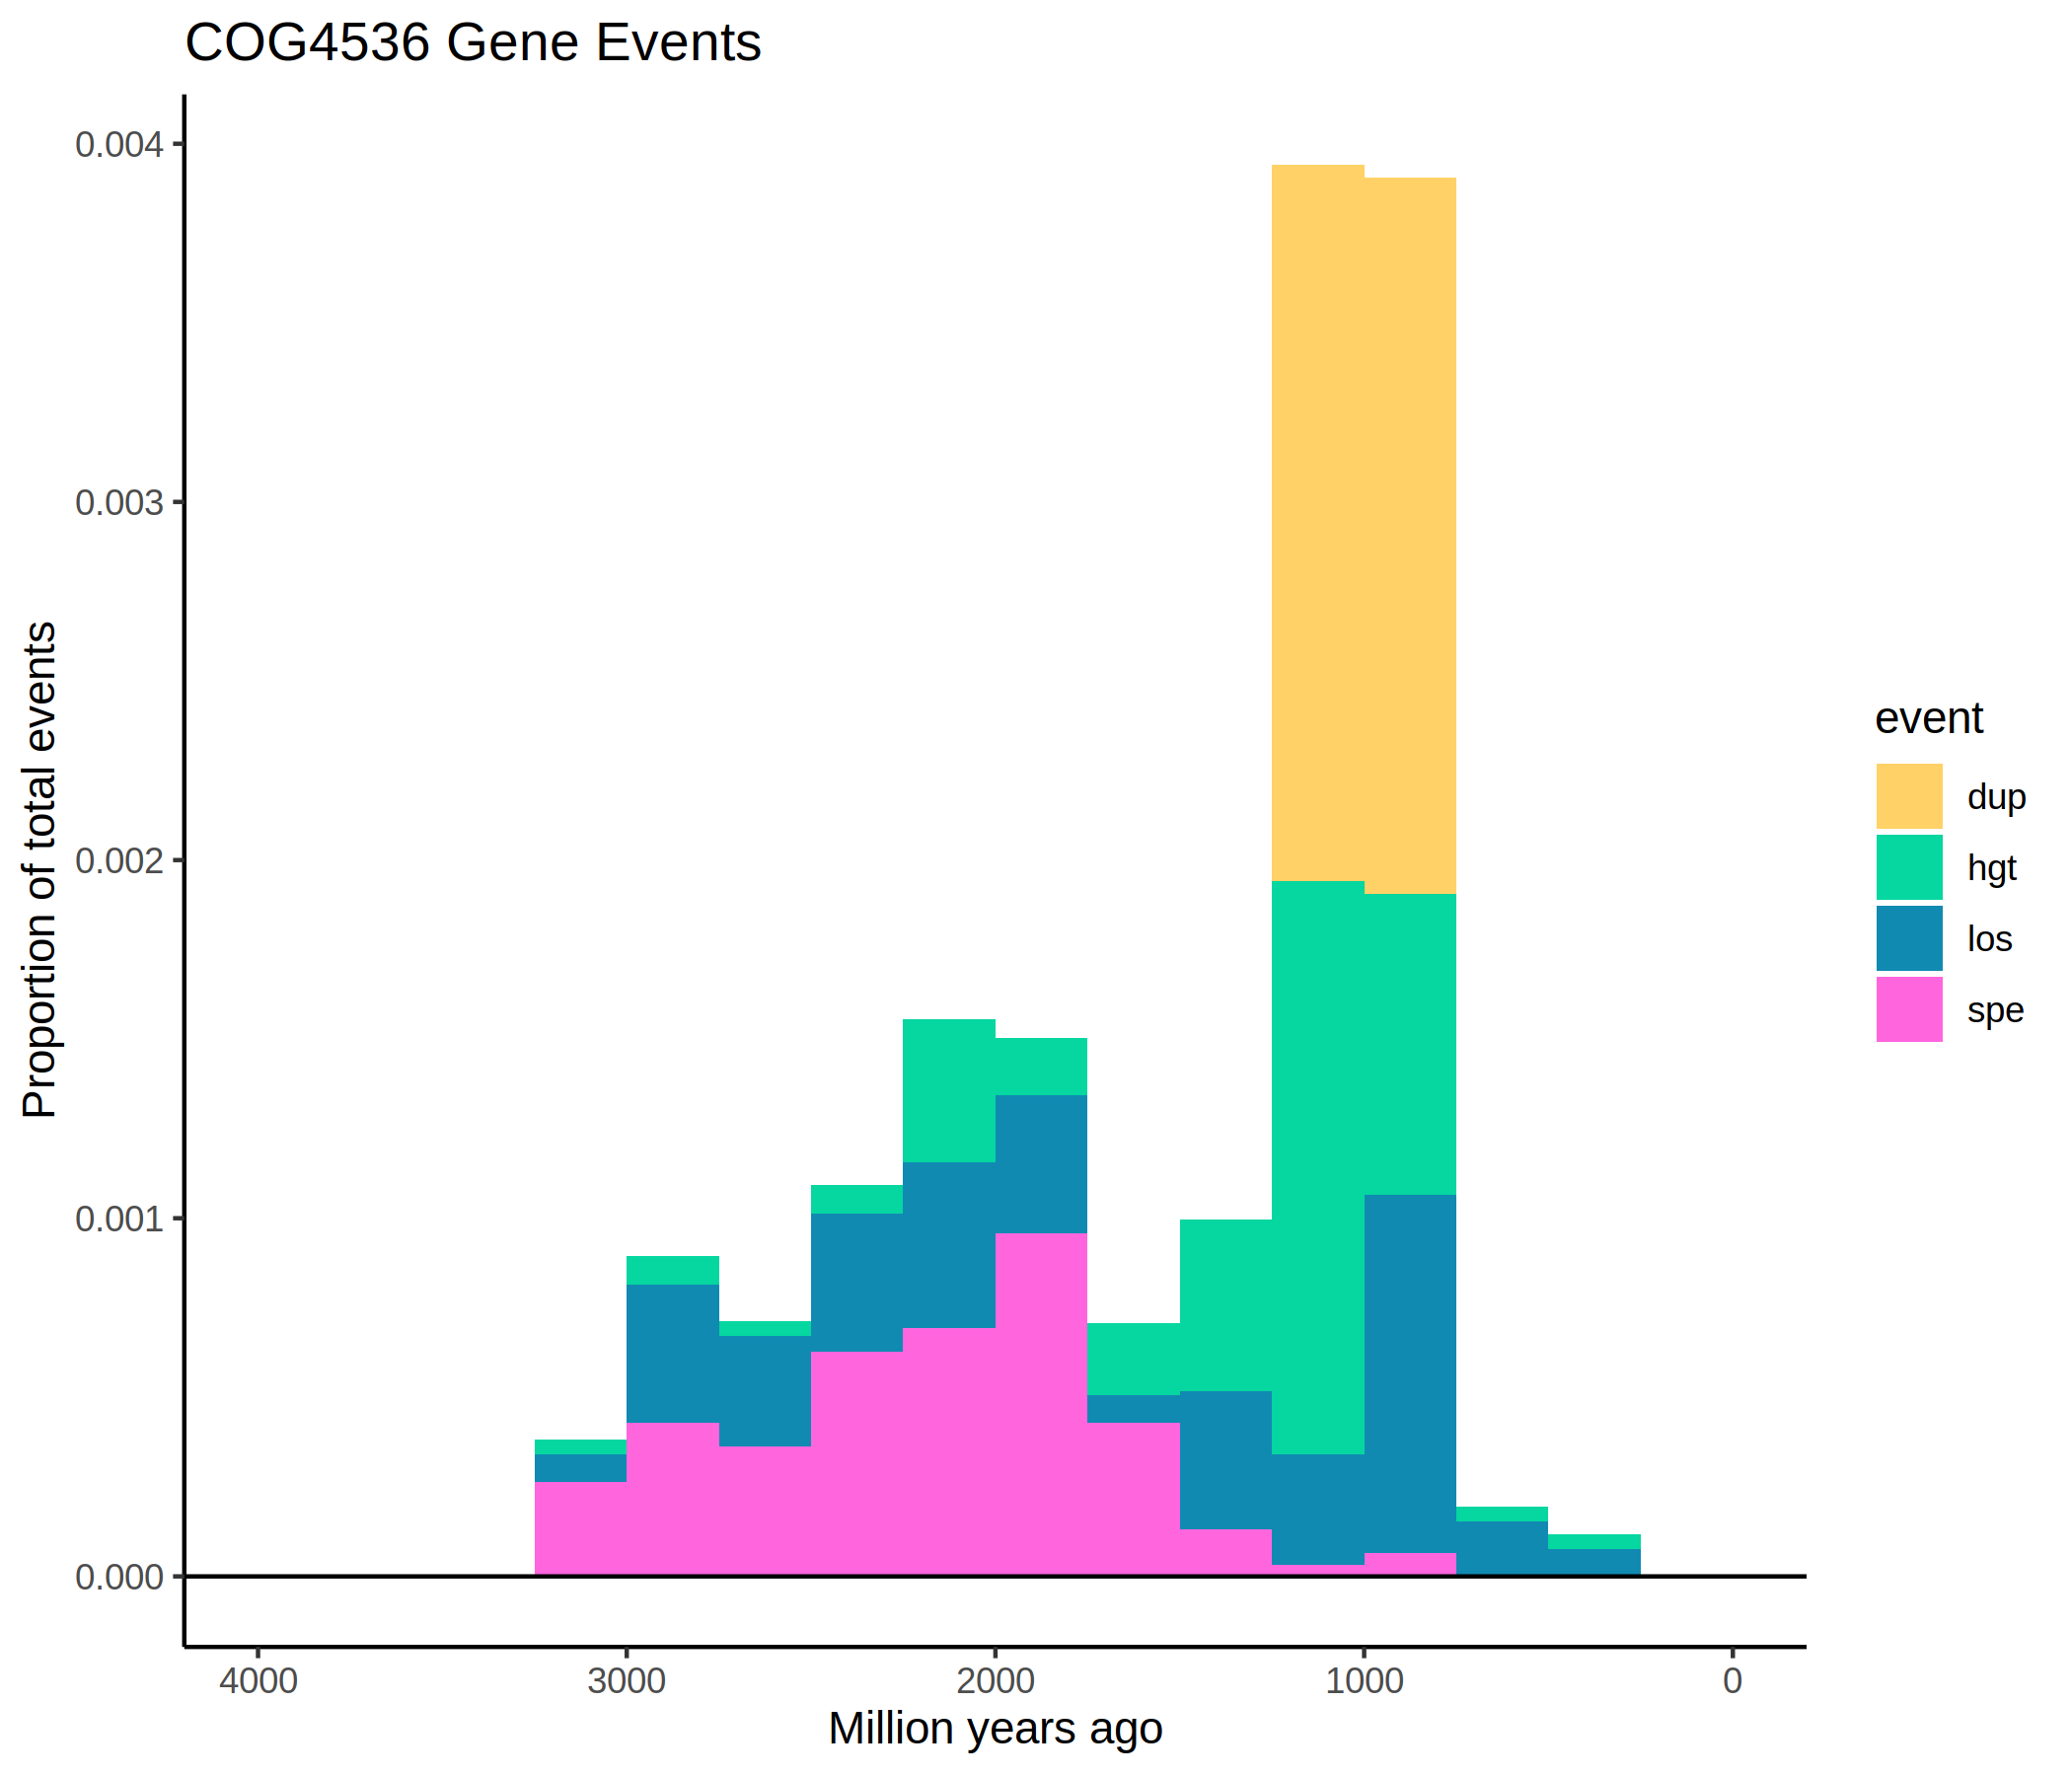 COG4536 Gene Events
Proportion of total events
0.004
0.003
0.002
0.001
0.000
4000
3000
2000
1000
0
Million years ago
event
dup
hgt
los
spe